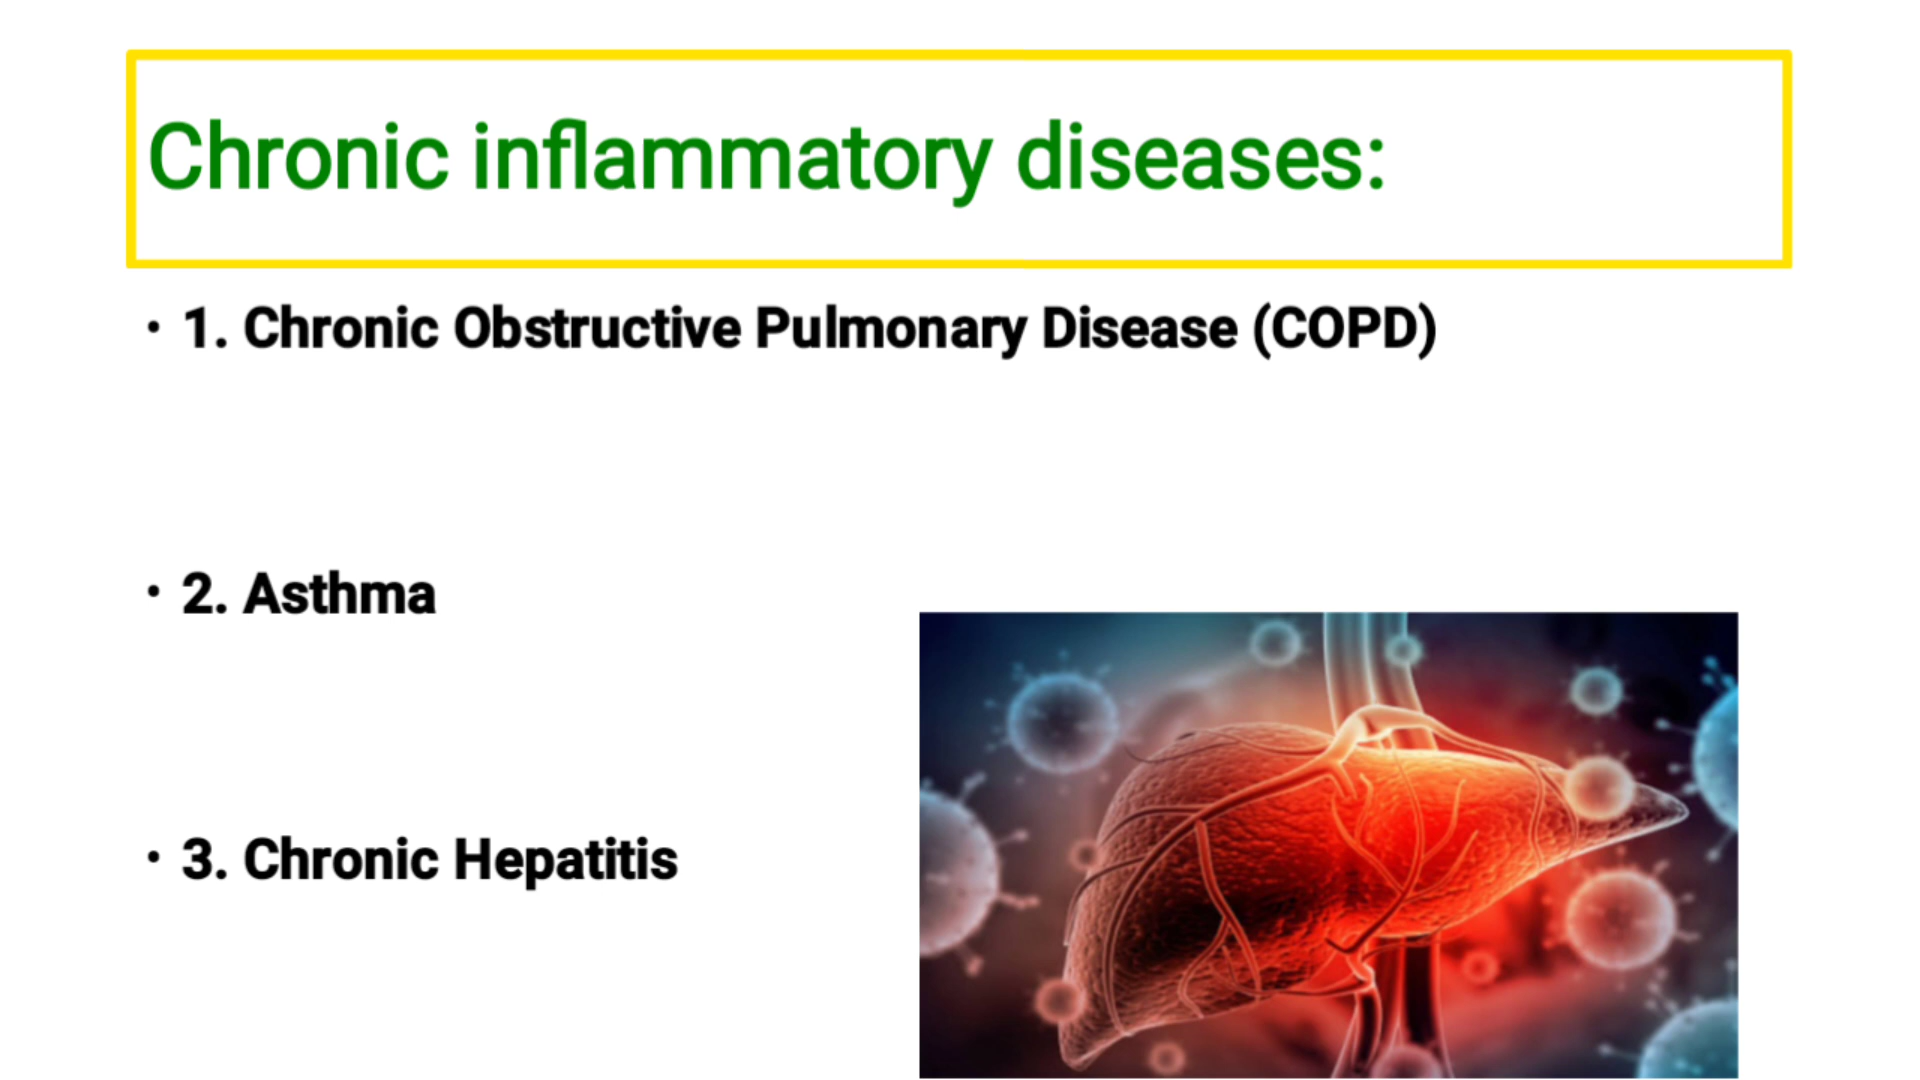 Chronic inflammatory diseases:
• 1. Chronic Obstructive Pulmonary Disease (COPD)
• 2. Asthma
• 3. Chronic Hepatitis